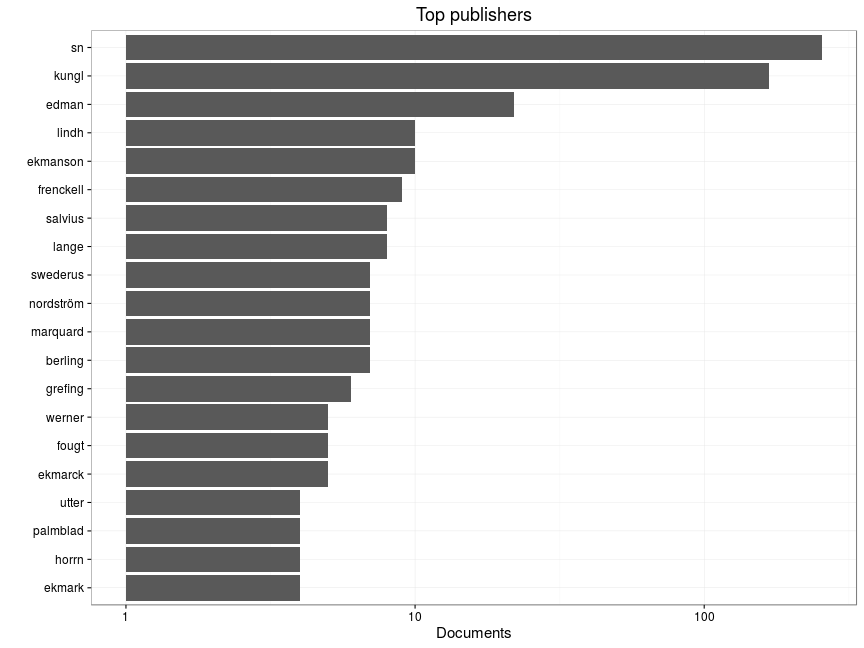 Top publishers
sn
kungl
edman
lindh
ekmanson
frenckell
salvius
lange
swederus
nordström
marquard
berling
grefing
werner
fougt
ekmarck
utter
palmblad
horrn
ekmark
1 10 100
Documents